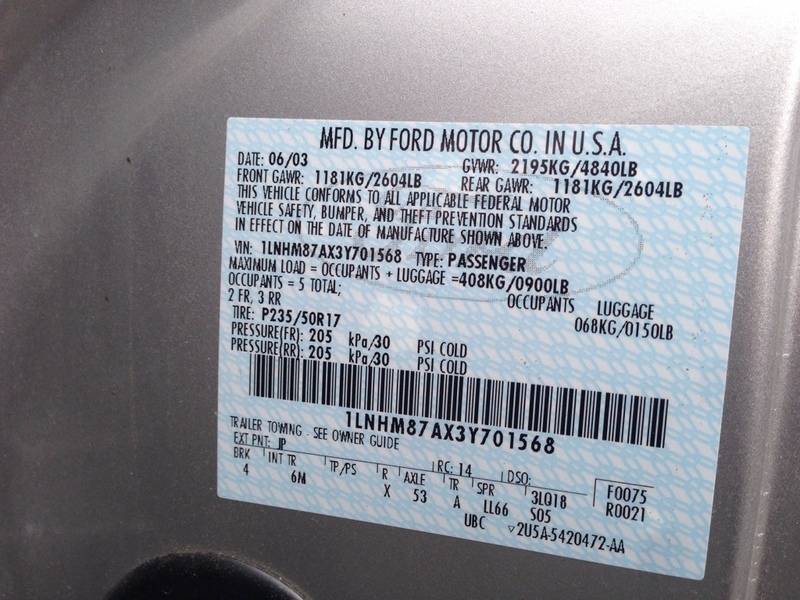 MFD. BY FORD MOTOR CO. IN U.S.A.
DATE: 06/03 GVWR: 2195KG/4840LB
FRONT GAWR: 1181KG/2604LB REAR GAWR: 1181KG/2604LB
THIS VEHICLE CONFORMS TO ALL APPLICABLE FEDERAL MOTOR
VEHICLE SAFETY, BUMPER, AND THEFT PREVENTION STANDARDS
IN EFFECT ON THE DATE OF MANUFACTURE SHOWN ABOVE.
VIN: 1LNHM87AX3Y701568 TYPE: PASSENGER
MAXIMUM LOAD = OCCUPANTS + LUGGAGE =408KG/0900LB
OCCUPANTS = 5 TOTAL; OCCUPANTS LUGGAGE
2 FR, 3 RR 068KG/0150LB
TIRE: P235/50R17
PRESSURE(FR): 205 kPa/30 PSI COLD
PRESSURE(RR): 205 kPa/30 PSI COLD
1LNHM87AX3Y701568
TRAILER TOWING - SEE OWNER GUIDE
EXT PNT: JP RC: 14 DSO: F0075
BRK INT TR TP/PS R AXLE TR SPR 3LQ18 R0021
4 6M X 53 A LL66 S05
UBC ▽2U5A-5420472-AA